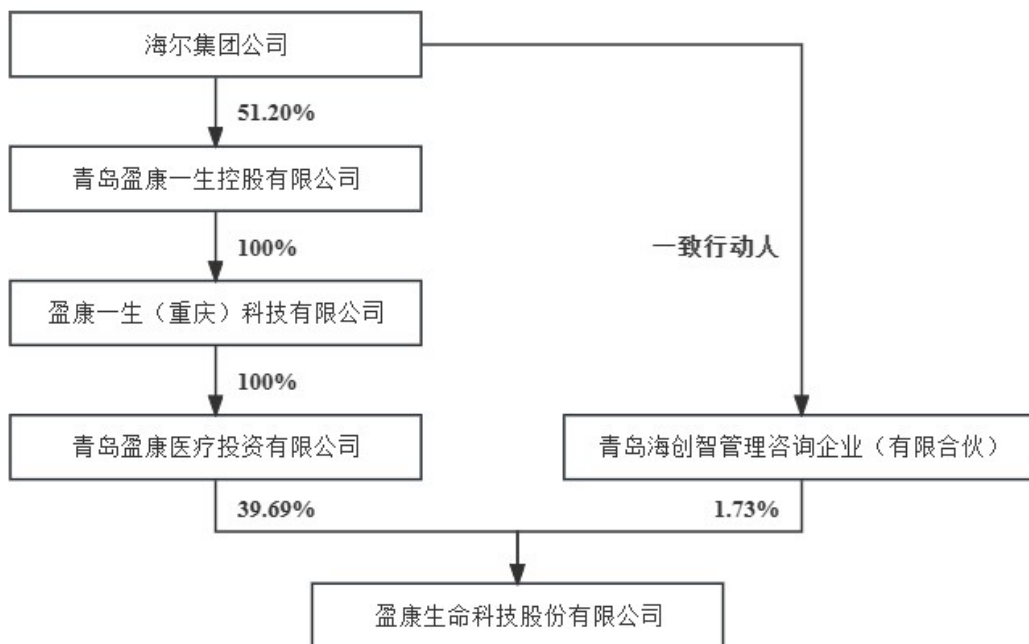 海尔集团公司
51.20%
青岛盈康一生控股有限公司
100%
一致行动人
盈康一生（重庆）科技有限公司
100%
青岛盈康医疗投资有限公司
青岛海创智管理咨询企业（有限合伙）
39.69%
1.73%
盈康生命科技股份有限公司